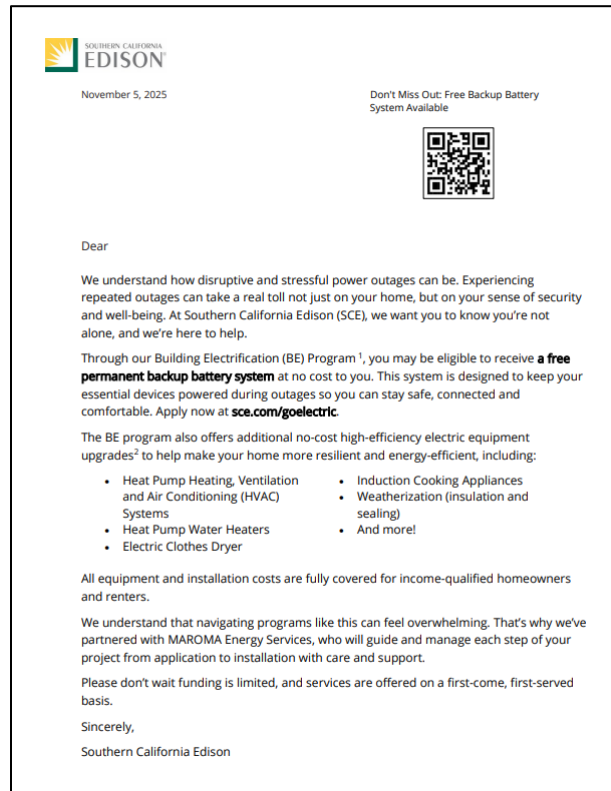 SOUTHERN CALIFORNIA
EDISON®
November 5, 2025
Don't Miss Out: Free Backup Battery
System Available
Dear
We understand how disruptive and stressful power outages can be. Experiencing
repeated outages can take a real toll not just on your home, but on your sense of security
and well-being. At Southern California Edison (SCE), we want you to know you're not
alone, and we're here to help.
Through our Building Electrification (BE) Program ¹, you may be eligible to receive a free
permanent backup battery system at no cost to you. This system is designed to keep your
essential devices powered during outages so you can stay safe, connected and
comfortable. Apply now at sce.com/goelectric.
The BE program also offers additional no-cost high-efficiency electric equipment
upgrades² to help make your home more resilient and energy-efficient, including:
• Heat Pump Heating, Ventilation
and Air Conditioning (HVAC)
Systems
• Heat Pump Water Heaters
• Electric Clothes Dryer
• Induction Cooking Appliances
• Weatherization (insulation and
sealing)
• And more!
All equipment and installation costs are fully covered for income-qualified homeowners
and renters.
We understand that navigating programs like this can feel overwhelming. That's why we've
partnered with MAROMA Energy Services, who will guide and manage each step of your
project from application to installation with care and support.
Please don't wait funding is limited, and services are offered on a first-come, first-served
basis.
Sincerely,
Southern California Edison